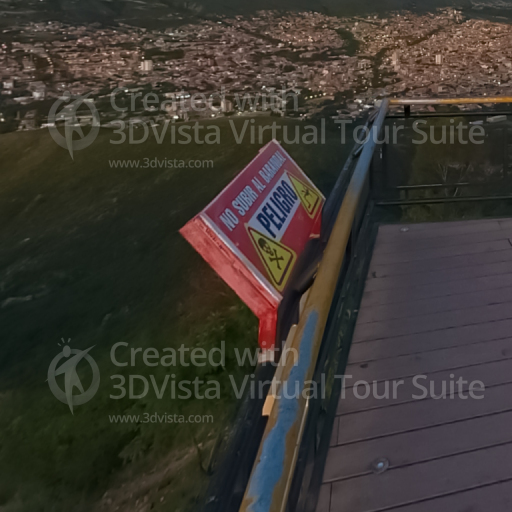 Created with
3DVista Virtual Tour Suite
www.3dvista.com
NO SUBIR AL BARANDAL
PELIGRO
Created with
3DVista Virtual Tour Suite
www.3dvista.com